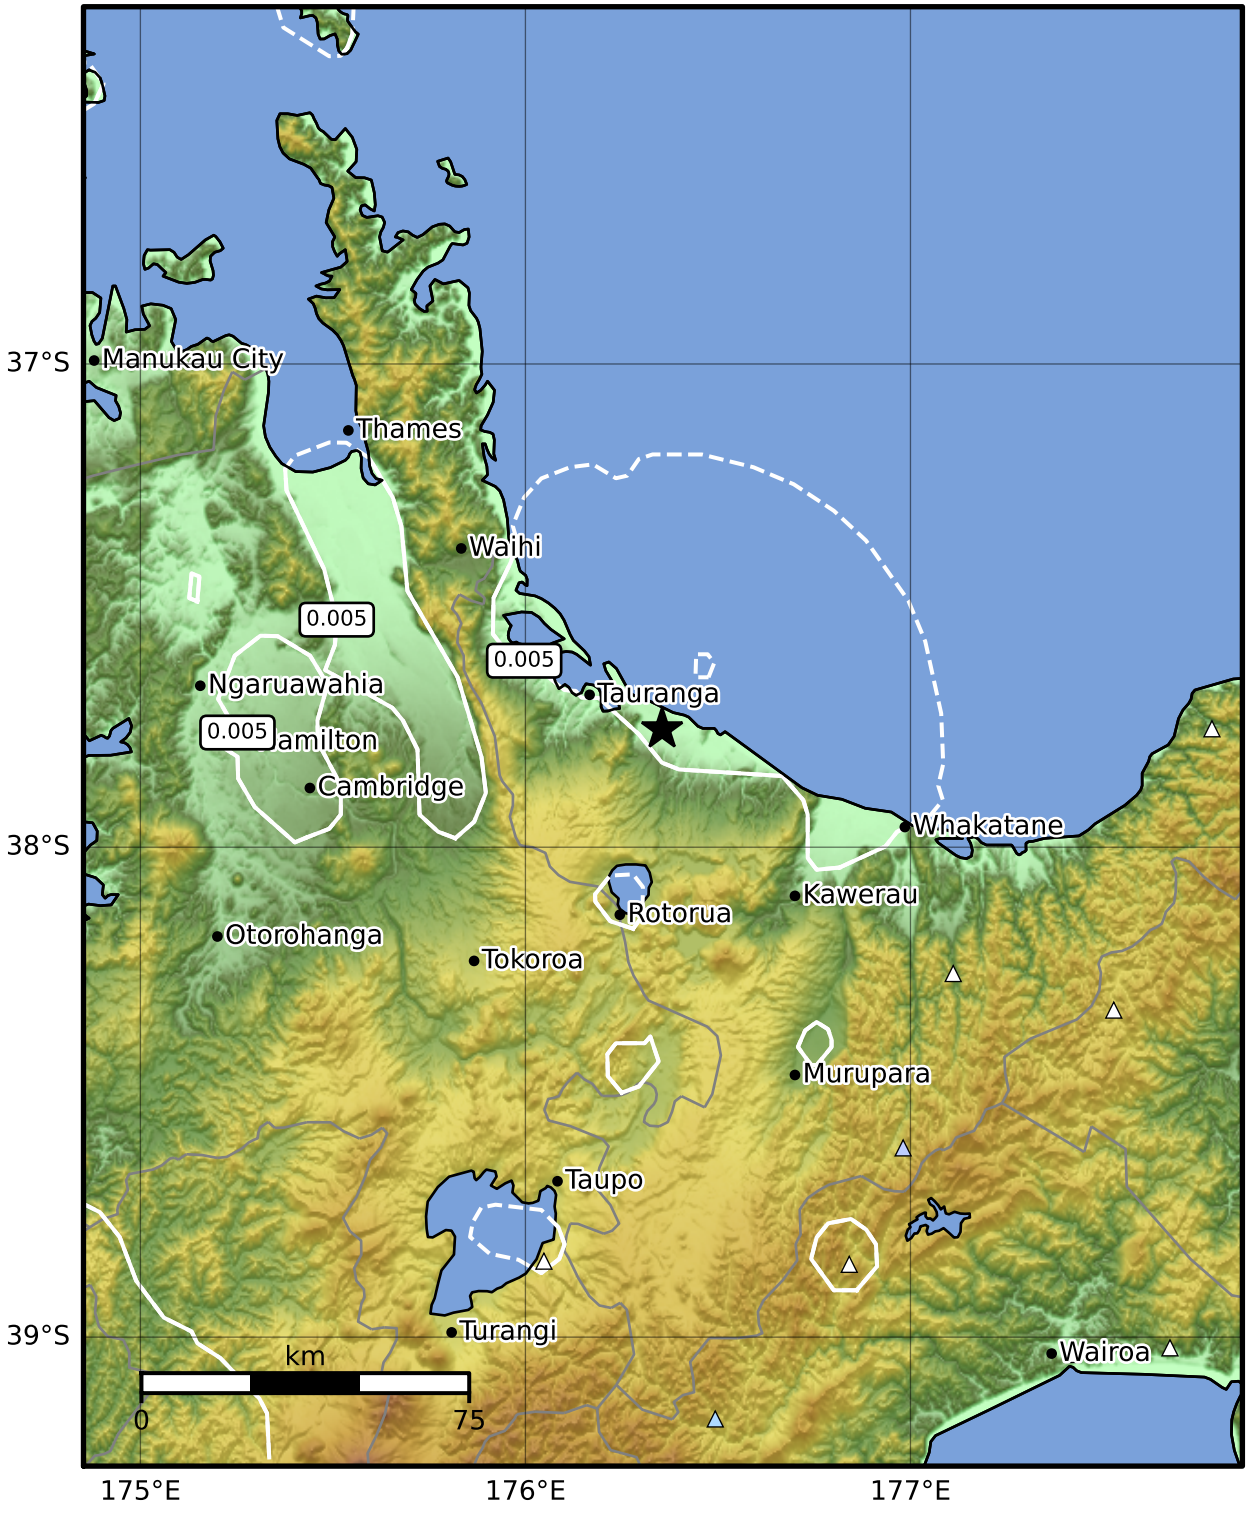 Manukau City
37°S
Thames
Waihi
0.005
0.005
Ngaruawahia
Tauranga
0.005
amilton
Cambridge
Whakatane
38°S
Kawerau
Rotorua
Otorohanga
Tokoroa
Murupara
Taupo
Turangi
39°S
Wairoa
km
0 75
175°E 176°E 177°E